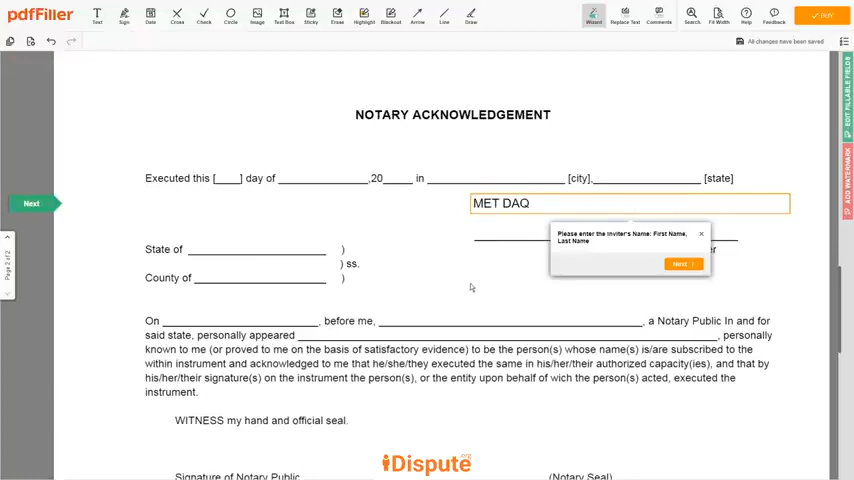 pdfFiller
Text Sign Date Cross Check Circle Image Text Box Sticky Erase Highlight Blackout Arrow Line Draw Wizard Replace Text Comments Search Fit Width Help Feedback
All changes have been saved
EDIT FILLABLE FIELDS
ADD WATERMARK
NOTARY ACKNOWLEDGEMENT
Executed this [____] day of _______________,20_____ in _______________________ [city],__________________ [state]
Next
MET DAQ
Please enter the Inviter's Name: First Name,
Last Name
Next
State of _______________________ )
) ss.
County of ______________________ )
Page 2 of 2
On __________________________, before me, ____________________________________________, a Notary Public In and for
said state, personally appeared ______________________________________________________________________, personally
known to me (or proved to me on the basis of satisfactory evidence) to be the person(s) whose name(s) is/are subscribed to the
within instrument and acknowledged to me that he/she/they executed the same in his/her/their authorized capacity(ies), and that by
his/her/their signature(s) on the instrument the person(s), or the entity upon behalf of wich the person(s) acted, executed the
instrument.
WITNESS my hand and official seal.
iDispute.org
Signature of Notary Public (Notary Seal)